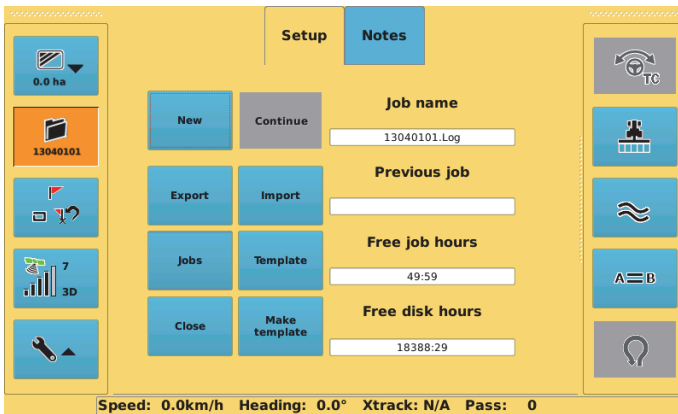 Setup
Notes
0.0 ha
13040101
7
3D
New
Continue
Export
Import
Jobs
Template
Close
Make
template
Job name
13040101.Log
Previous job
Free job hours
49:59
Free disk hours
18388:29
TC
A=B
Speed: 0.0km/h Heading: 0.0° Xtrack: N/A Pass: 0